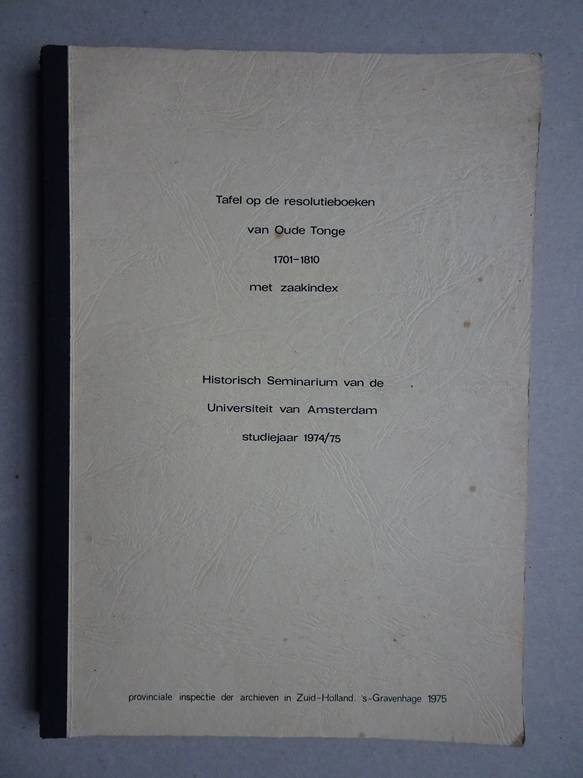 Tafel op de resolutieboeken
van Oude Tonge
1701-1810
met zaakindex
Historisch Seminarium van de
Universiteit van Amsterdam
studiejaar 1974/75
provinciale inspectie der archieven in Zuid-Holland. 's-Gravenhage 1975